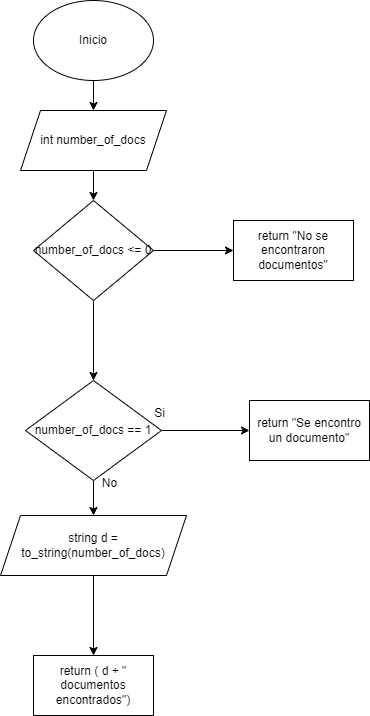 Inicio
int number_of_docs
number_of_docs <= 0
return "No se
encontraron
documentos"
Si
number_of_docs == 1
return "Se encontro
un documento"
No
string d =
to_string(number_of_docs)
return ( d + "
documentos
encontrados")